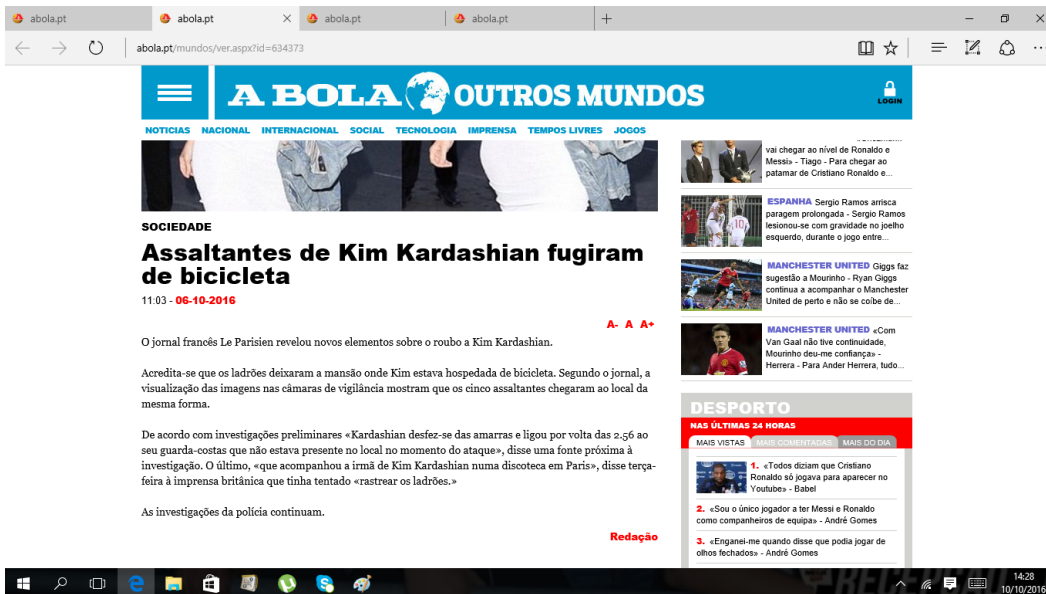 abola.pt
abola.pt
abola.pt
abola.pt
abola.pt/mundos/ver.aspx?id=634373
A BOLA OUTROS MUNDOS
LOGIN
NOTICIAS NACIONAL INTERNACIONAL SOCIAL TECNOLOGIA IMPRENSA TEMPOS LIVRES JOGOS
SOCIEDADE
Assaltantes de Kim Kardashian fugiram
de bicicleta
11:03 - 06-10-2016
A- A A+
O jornal francês Le Parisien revelou novos elementos sobre o roubo a Kim Kardashian.
Acredita-se que os ladrões deixaram a mansão onde Kim estava hospedada de bicicleta. Segundo o jornal, a
visualização das imagens nas câmaras de vigilância mostram que os cinco assaltantes chegaram ao local da
mesma forma.
De acordo com investigações preliminares «Kardashian desfez-se das amarras e ligou por volta das 2.56 ao
seu guarda-costas que não estava presente no local no momento do ataque», disse uma fonte próxima à
investigação. O último, «que acompanhou a irmã de Kim Kardashian numa discoteca em Paris», disse terça-
feira à imprensa britânica que tinha tentado «rastrear os ladrões.»
As investigações da polícia continuam.
Redação
vai chegar ao nível de Ronaldo e
Messi» - Tiago - Para chegar ao
patamar de Cristiano Ronaldo e...
ESPANHA Sergio Ramos arrisca
paragem prolongada - Sergio Ramos
lesionou-se com gravidade no joelho
esquerdo, durante o jogo entre...
MANCHESTER UNITED Giggs faz
sugestão a Mourinho - Ryan Giggs
continua a acompanhar o Manchester
United de perto e não se coíbe de...
MANCHESTER UNITED «Com
Van Gaal não tive continuidade,
Mourinho deu-me confiança» -
Herrera - Para Ander Herrera, tudo...
DESPORTO
NAS ÚLTIMAS 24 HORAS
MAIS VISTAS MAIS COMENTADAS MAIS DO DIA
1. «Todos diziam que Cristiano
Ronaldo só jogava para aparecer no
Youtube» - Babel
2. «Sou o único jogador a ter Messi e Ronaldo
como companheiros de equipa» - André Gomes
3. «Enganei-me quando disse que podia jogar de
olhos fechados» - André Gomes
14:28
10/10/2016